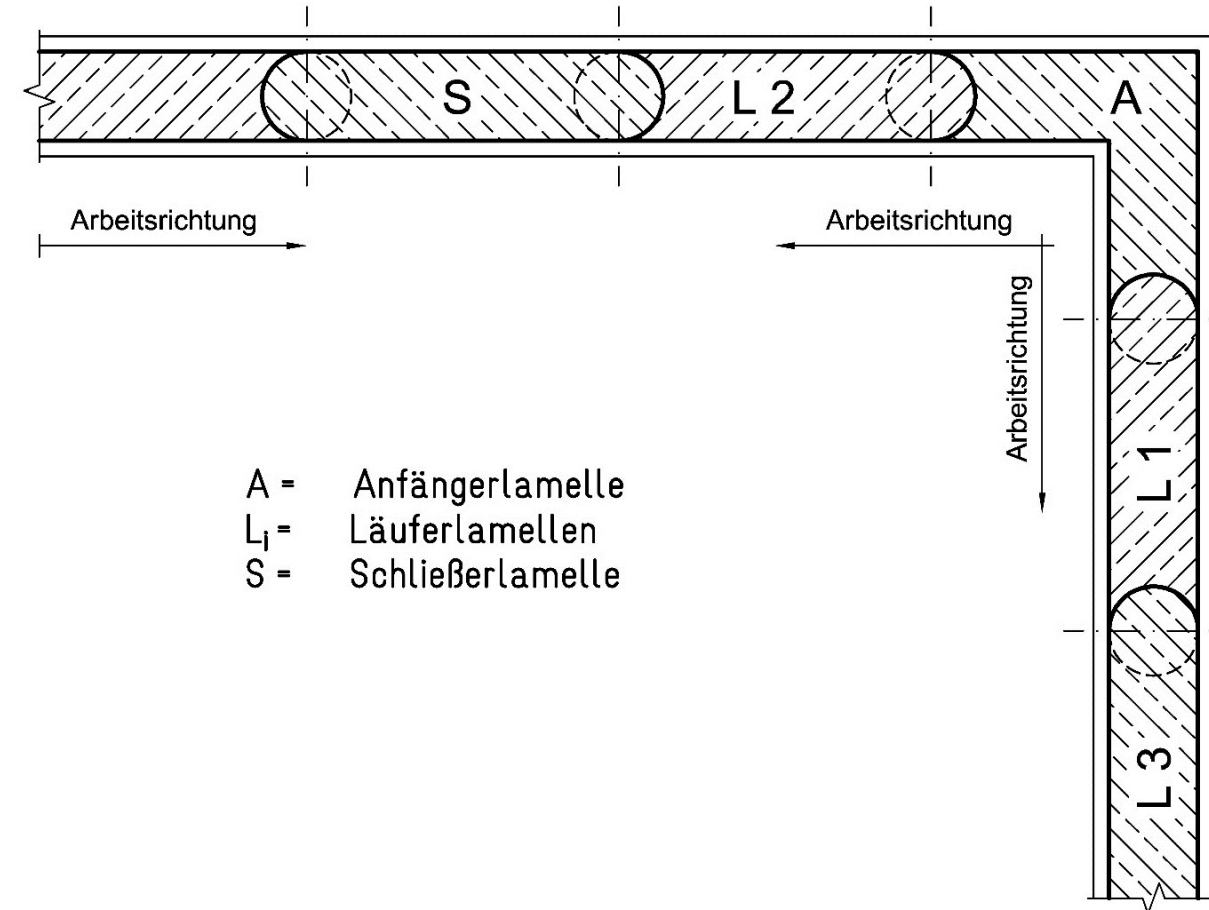 S
L 2
A
Arbeitsrichtung
Arbeitsrichtung
Arbeitsrichtung
L 1
A = Anfängerlamelle
Li = Läuferlamellen
S = Schließerlamelle
L 3